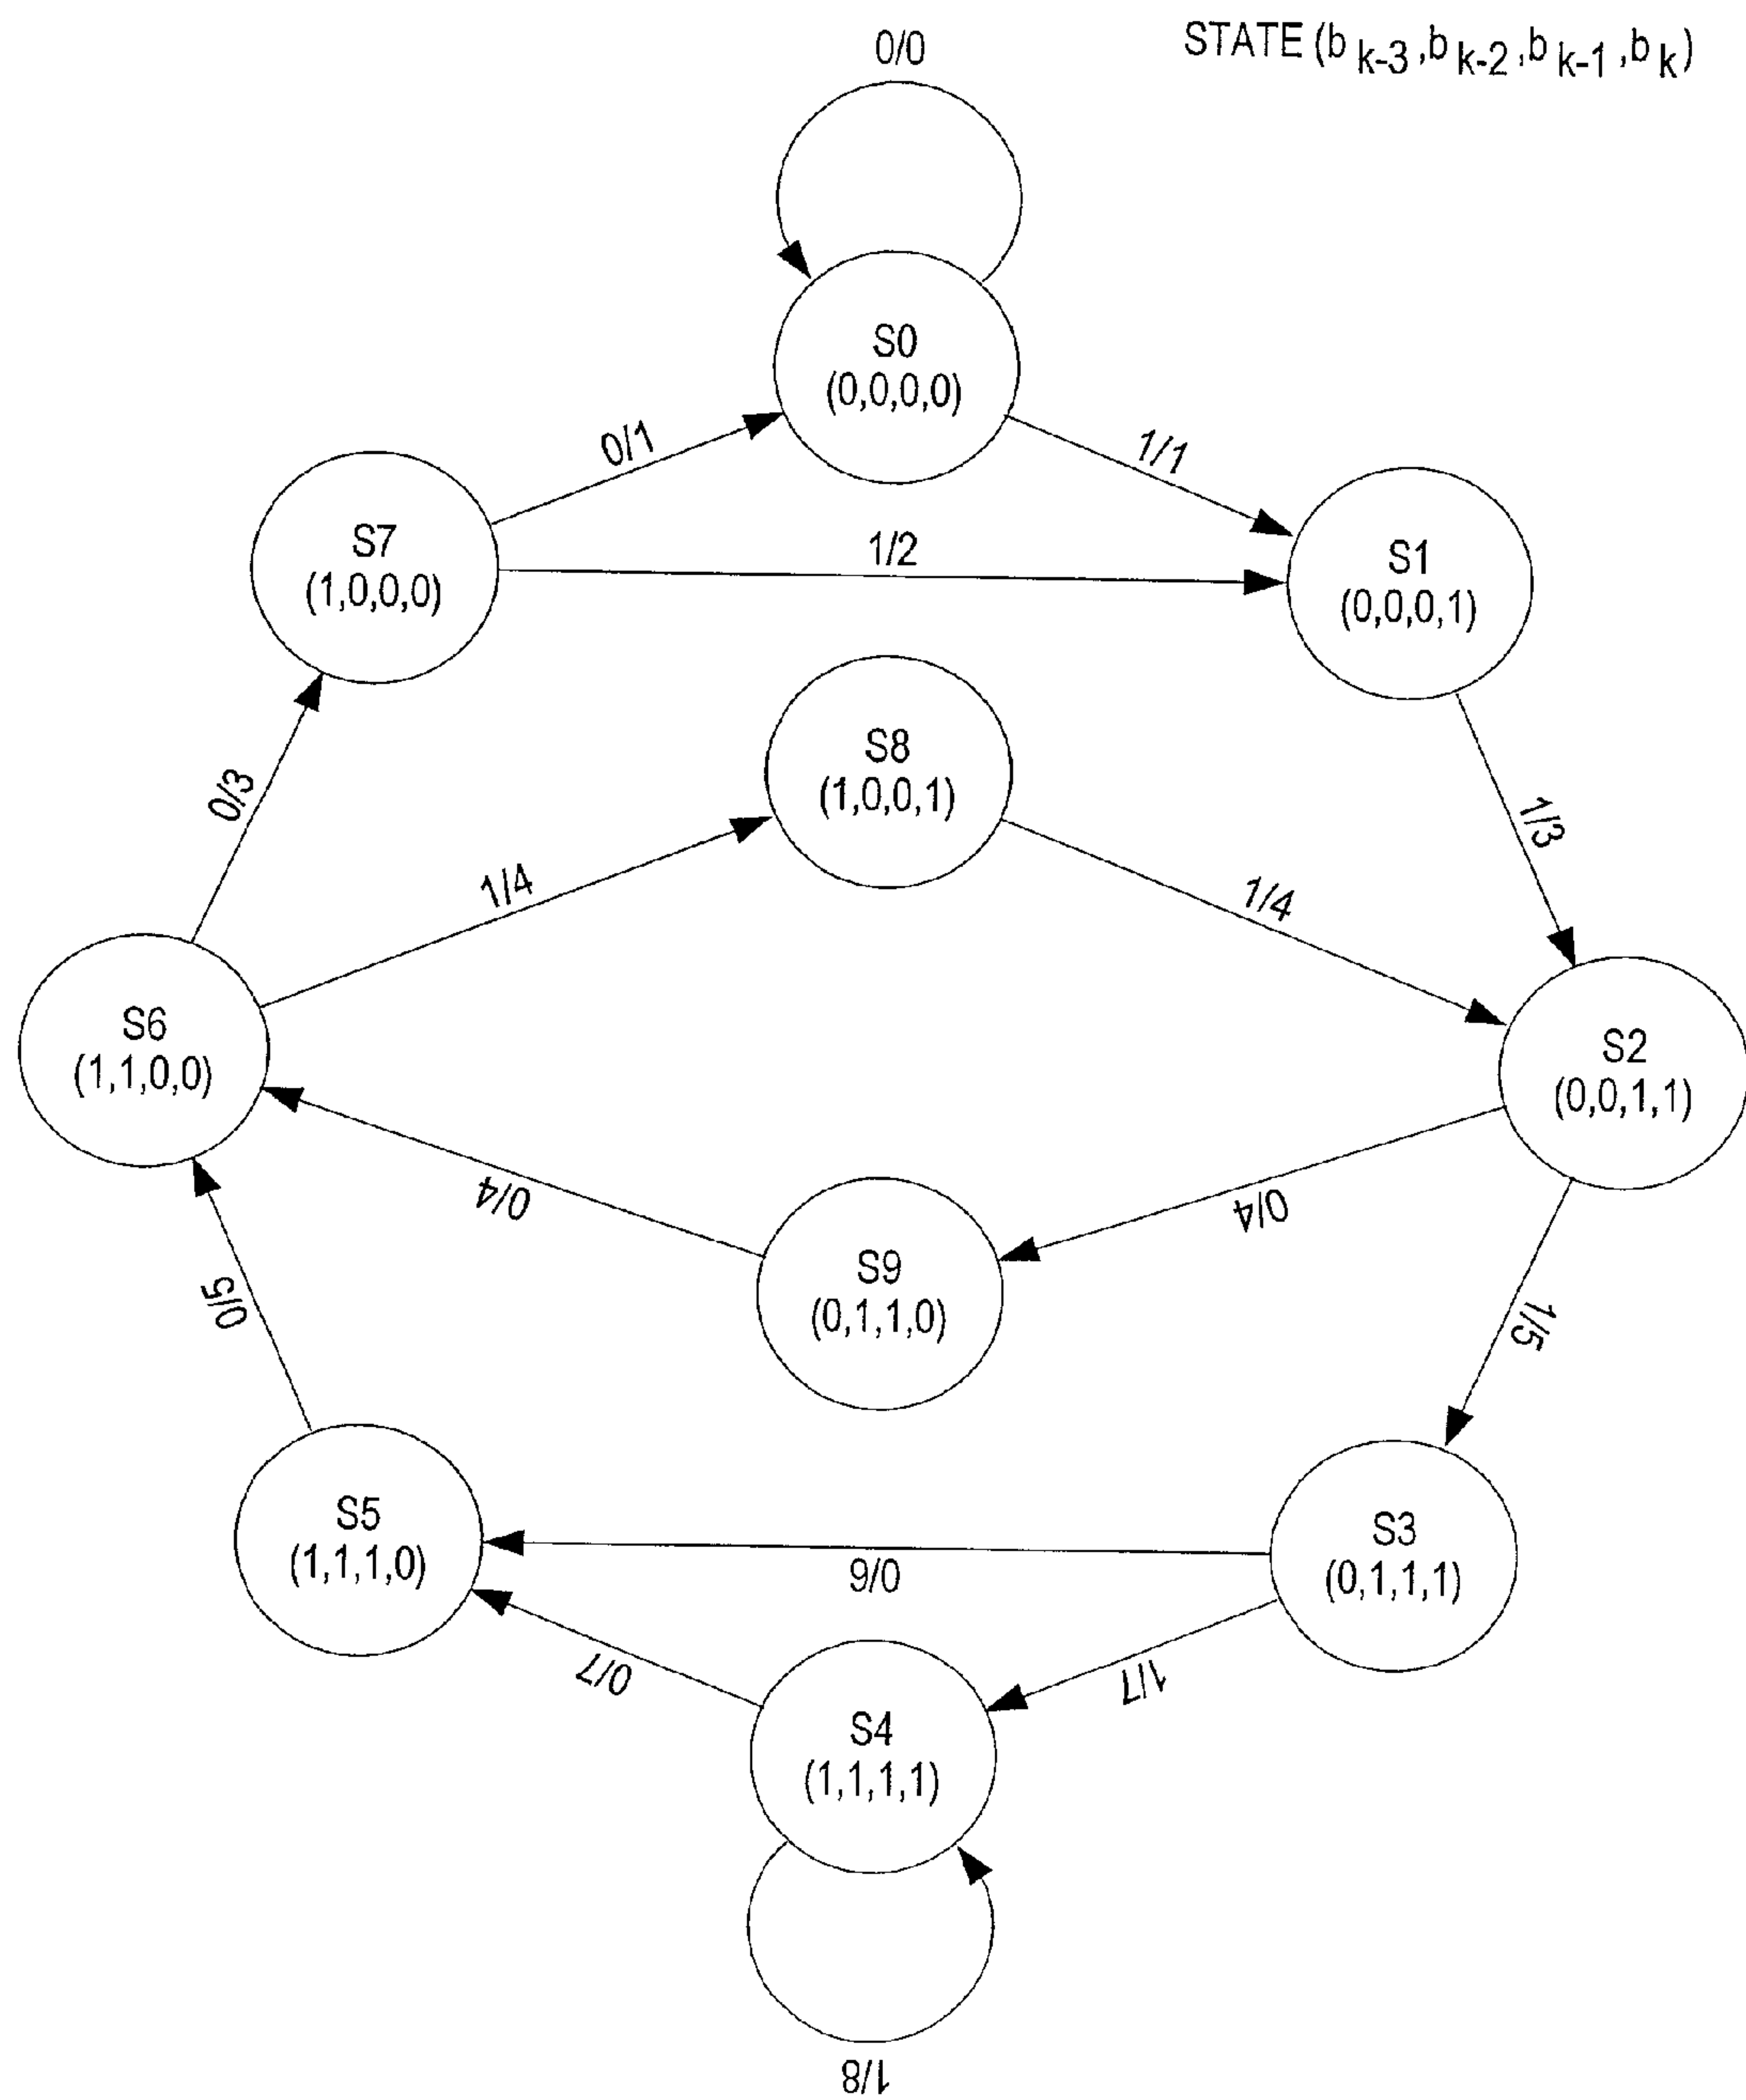 0/0
STATE (b k-3 ,b k-2 ,b k-1 ,b k )
S0
(0,0,0,0)
0/1
1/1
S7
(1,0,0,0)
1/2
S1
(0,0,0,1)
0/3
S8
(1,0,0,1)
1/3
1/4
1/4
S6
(1,1,0,0)
S2
(0,0,1,1)
0/4
0/4
S9
(0,1,1,0)
0/5
1/5
S5
(1,1,1,0)
S3
(0,1,1,1)
0/6
0/7
1/7
S4
(1,1,1,1)
1/8